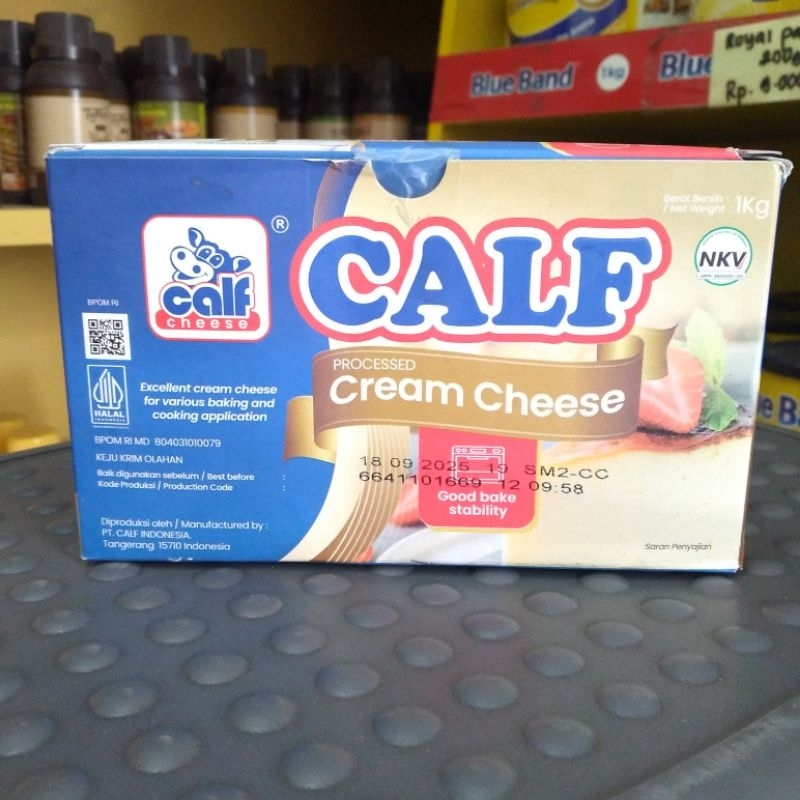 Blue Band 1kg
Blue
Royal Pa
200g
Rp.
Berat Bersih : 1Kg
/ Net Weight :
®
calf
cheese
CALF
NKV
BPOM RI
PROCESSED
Cream Cheese
HALAL
INDONESIA
Excellent cream cheese
for various baking and
cooking application
BPOM RI MD 804031010079
KEJU KRIM OLAHAN
Baik digunakan sebelum / Best before :
Kode Produksi / Production Code :
18 09 2025 19 SM2-CC
6641101669 12 09:58
Good bake
stability
Diproduksi oleh / Manufactured by :
PT. CALF INDONESIA.
Tangerang 15710 Indonesia
Saran Penyajian